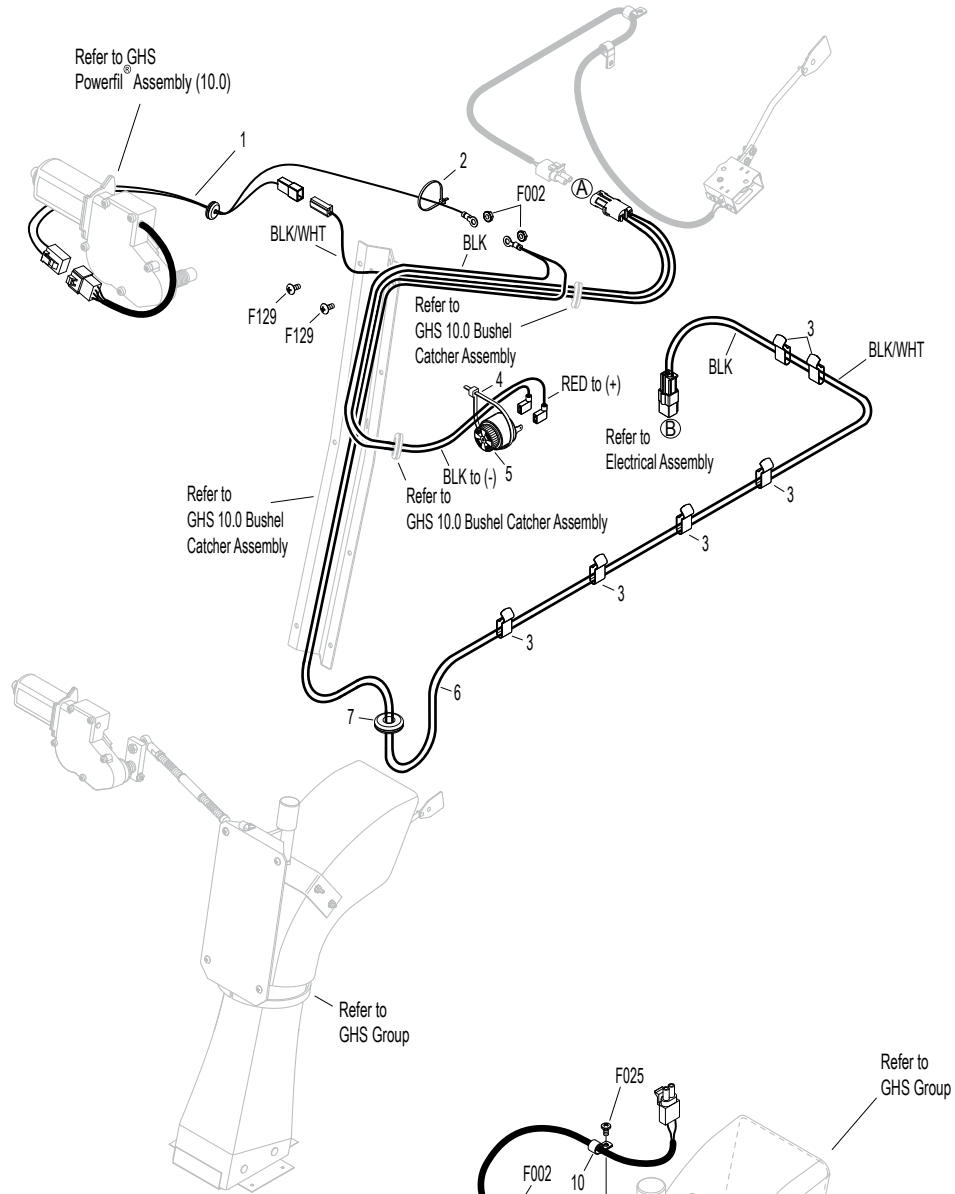 Refer to GHS
Powerfil® Assembly (10.0)
1
2
F002
A
BLK/WHT
BLK
F129
F129
Refer to
GHS 10.0 Bushel
Catcher Assembly
3
BLK
BLK/WHT
4
RED to (+)
B
Refer to
Electrical Assembly
5
BLK to (-)
3
Refer to
GHS 10.0 Bushel
Catcher Assembly
Refer to
GHS 10.0 Bushel Catcher Assembly
3
3
3
6
7
Refer to
GHS Group
Refer to
GHS Group
F025
F002
10